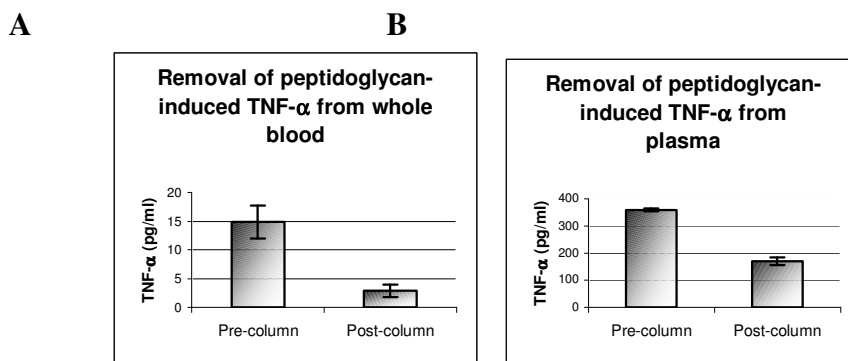 A
B
Removal of peptidoglycan-
induced TNF-α from whole
blood
TNF-α (pg/ml)
20
15
10
5
0
Pre-column
Post-column
Removal of peptidoglycan-
induced TNF-α from
plasma
TNF-α (pg/ml)
400
300
200
100
0
Pre-column
Post-column